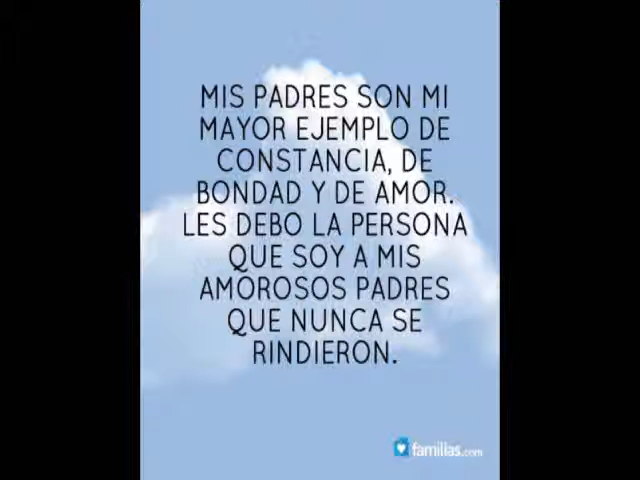 MIS PADRES SON MI
MAYOR EJEMPLO DE
CONSTANCIA, DE
BONDAD Y DE AMOR.
LES DEBO LA PERSONA
QUE SOY A MIS
AMOROSOS PADRES
QUE NUNCA SE
RINDIERON.
familias.com